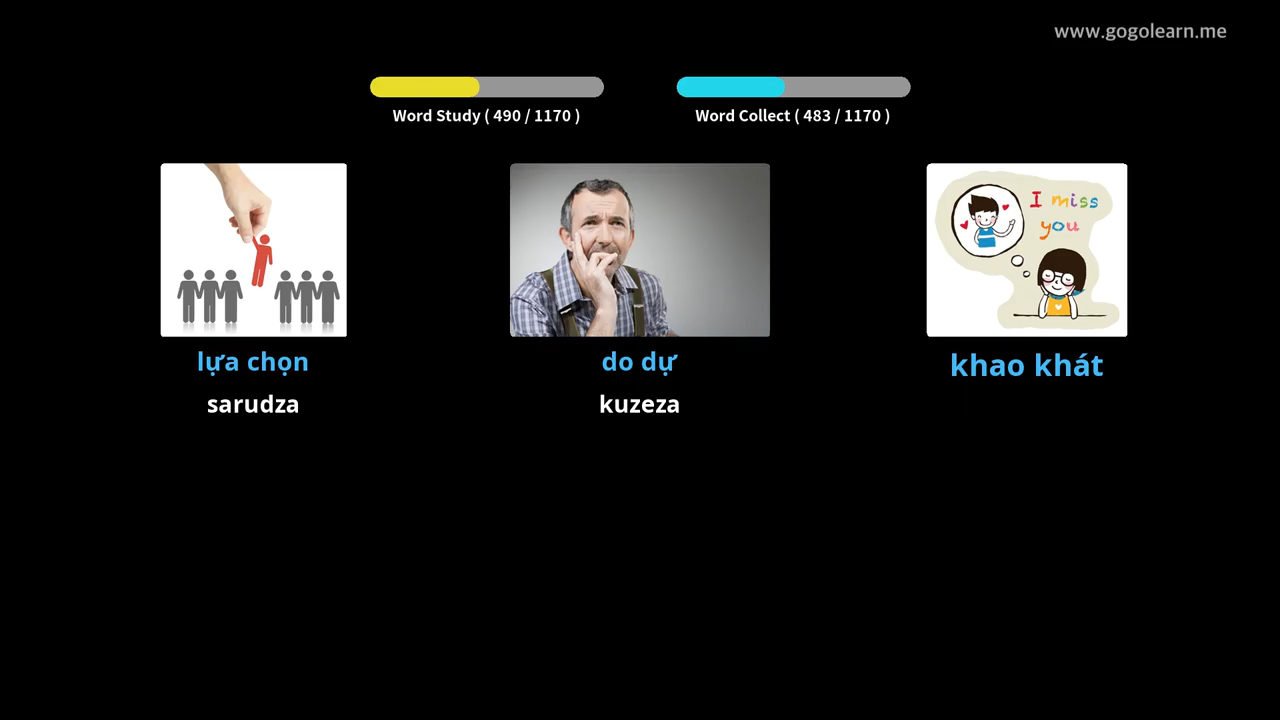 www.gogolearn.me
Word Study ( 490 / 1170 )
Word Collect ( 483 / 1170 )
I miss
you
lựa chọn
do dự
khao khát
sarudza
kuzeza